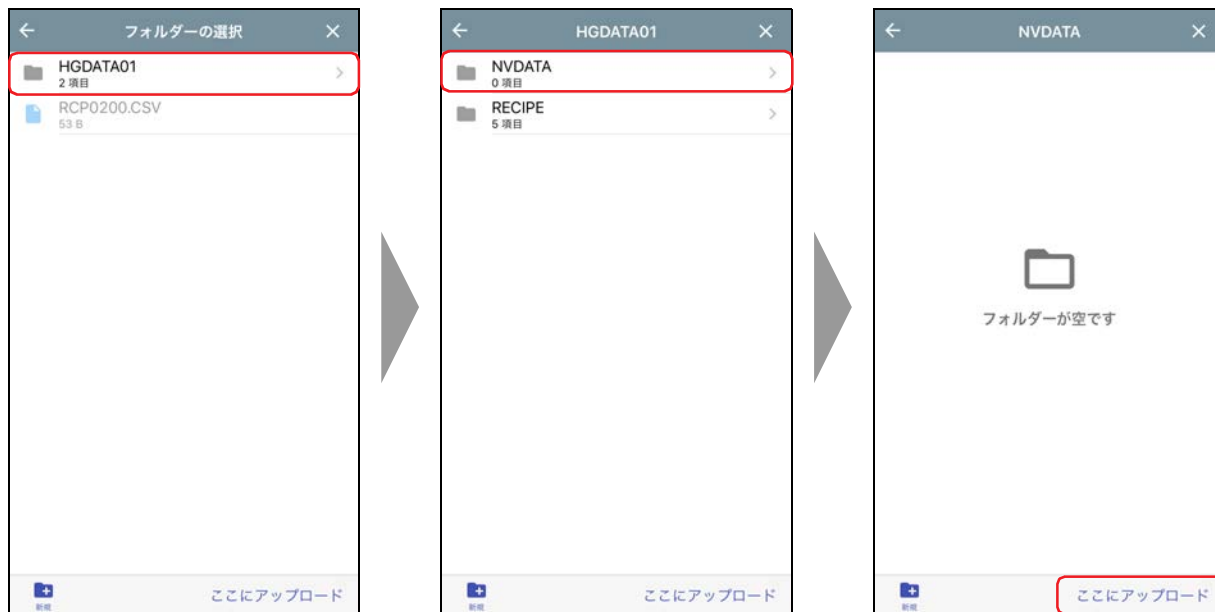 フォルダーの選択
HGDATA01
2 項目
RCP0200.CSV
53 B
新規
ここにアップロード
HGDATA01
NVDATA
0 項目
RECIPE
5 項目
新規
ここにアップロード
NVDATA
フォルダーが空です
新規
ここにアップロード